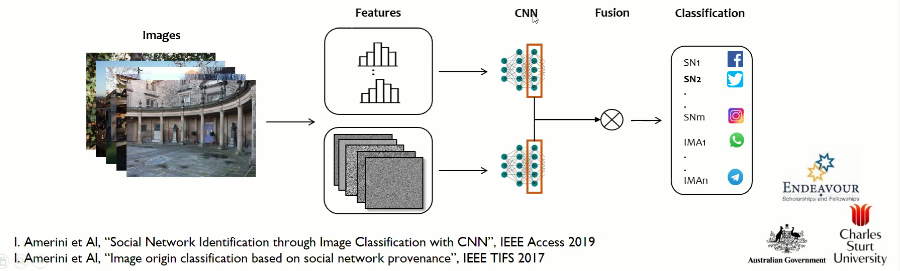 Images
Features
CNN
Fusion
Classification
SN1
SN2
.
.
SNm
IMA1
.
IMAn
I. Amerini et Al, “Social Network Identification through Image Classification with CNN”, IEEE Access 2019
I. Amerini et Al, “Image origin classification based on social network provenance”, IEEE TIFS 2017
ENDEAVOUR
Scholarships and Fellowships
Australian Government
Charles
Sturt
University